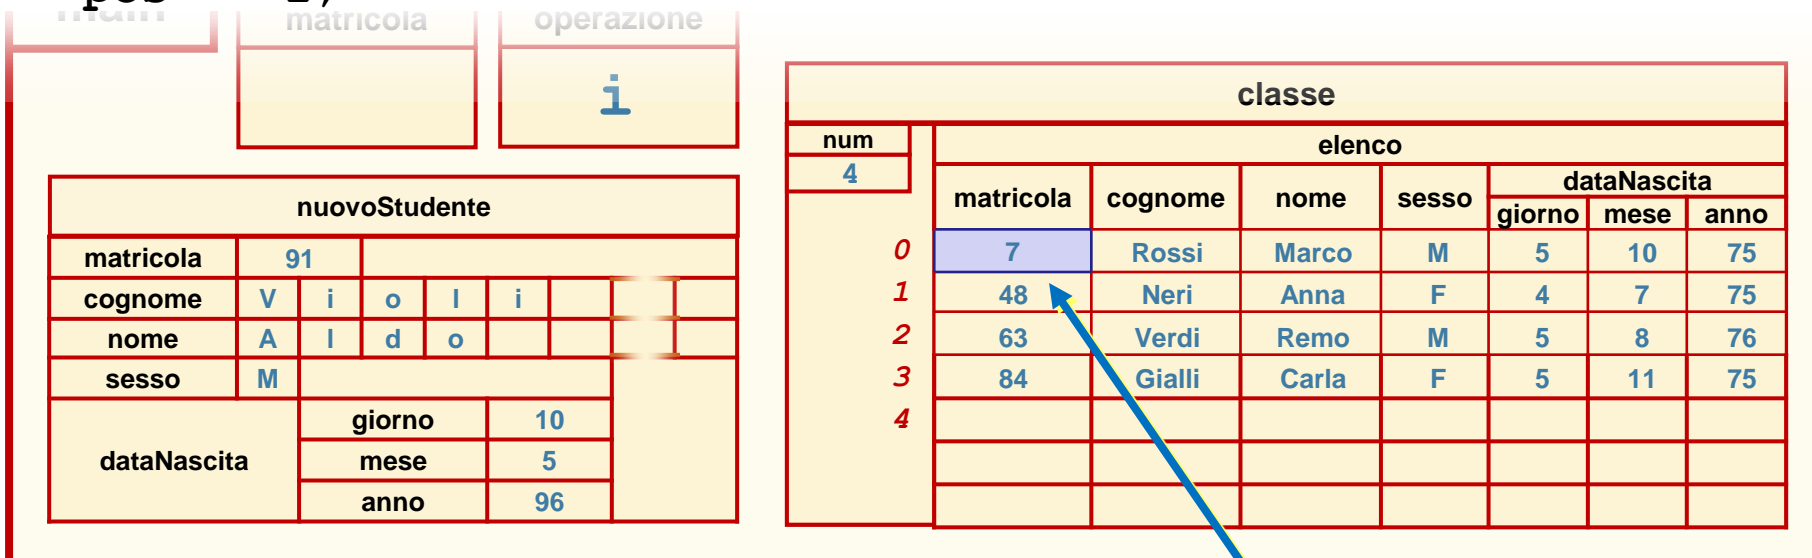 main matricola operazione
i
nuovoStudente
matricola 91
cognome V i o l i
nome A l d o
sesso M
dataNascita
giorno 10
mese 5
anno 96
classe
num elenco
4
matricola cognome nome sesso dataNascita
giorno mese anno
0 7 Rossi Marco M 5 10 75
1 48 Neri Anna F 4 7 75
2 63 Verdi Remo M 5 8 76
3 84 Gialli Carla F 5 11 75
4